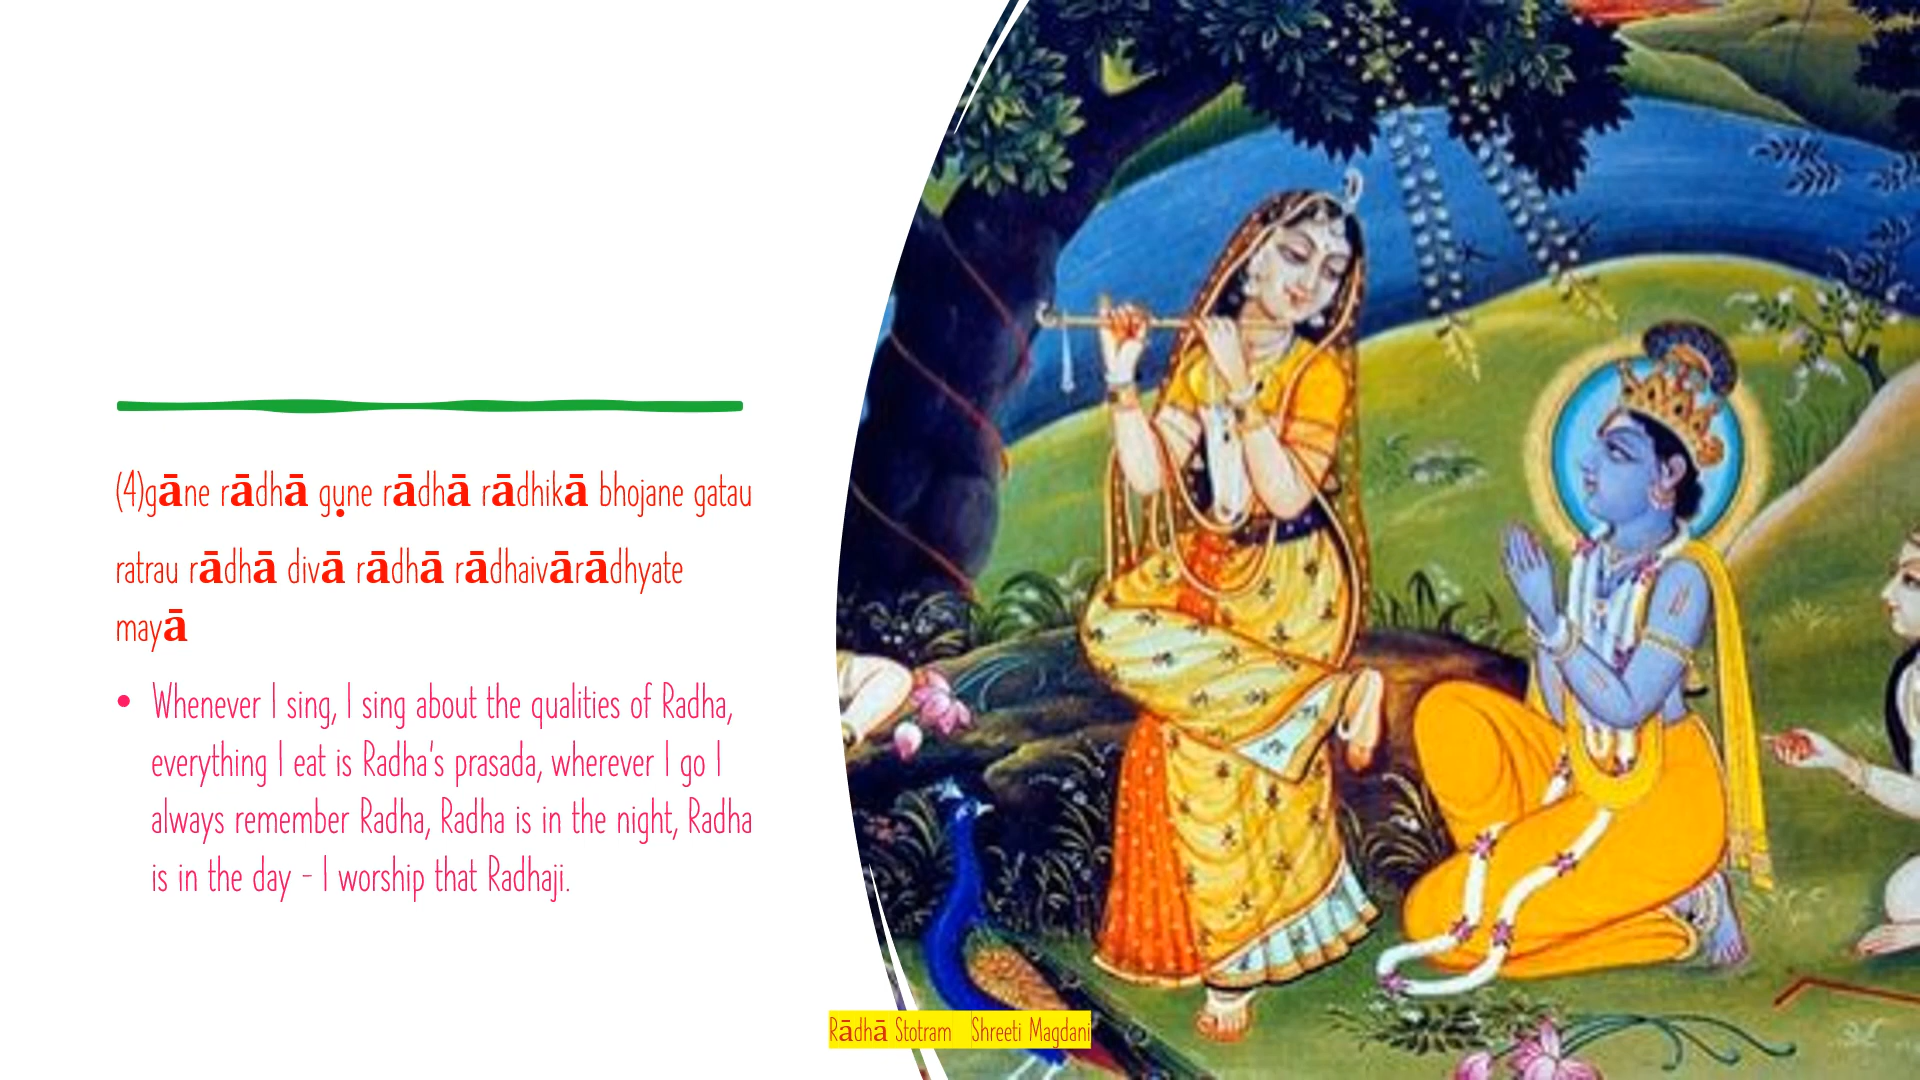 (4)gāne rādhā gụne rādhā rādhikā bhojane gatau
ratrau rādhā divā rādhā rādhaivārādhyate
mayā
• Whenever I sing, I sing about the qualities of Radha,
everything I eat is Radha's prasada, wherever I go I
always remember Radha, Radha is in the night, Radha
is in the day - I worship that Radhaji.
Rādhā Stotram Shreeti Magdani